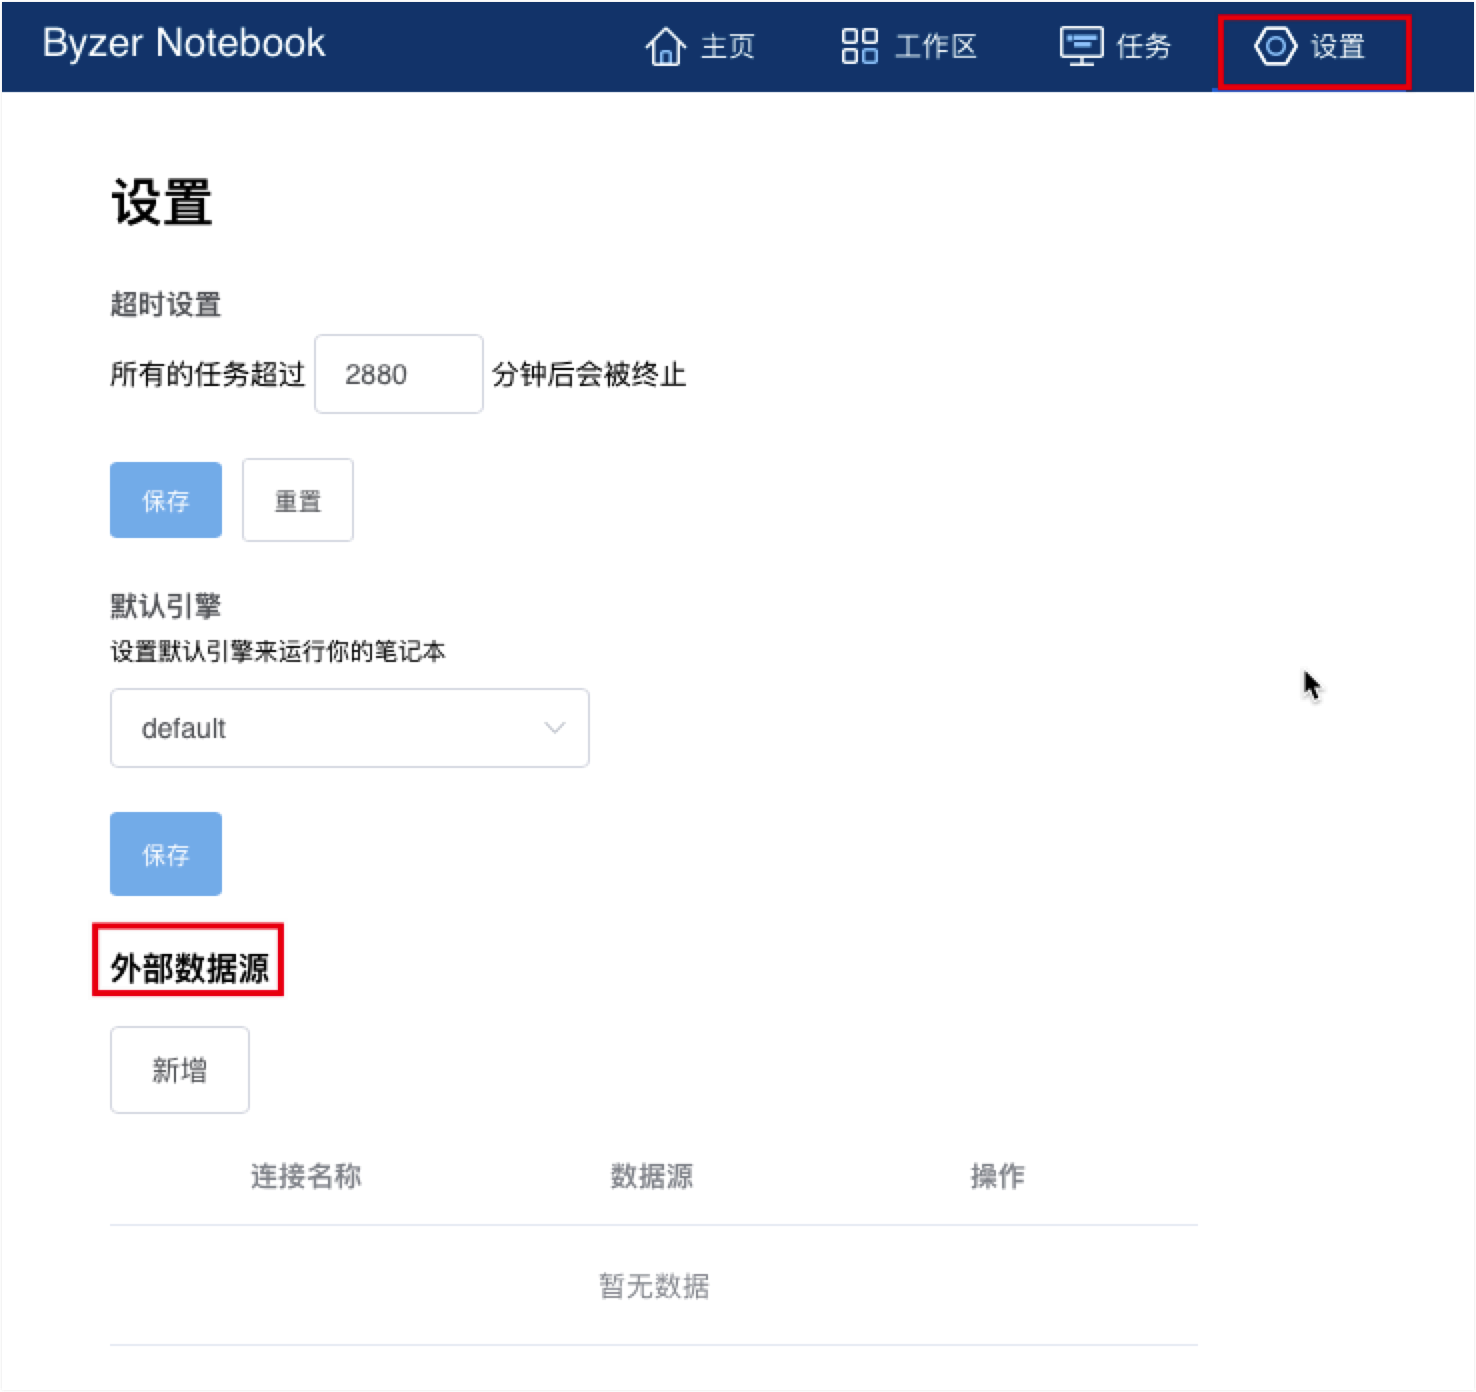 Byzer Notebook 主页 工作区 任务 设置
设置
超时设置
所有的任务超过 2880 分钟后会被终止
保存 重置
默认引擎
设置默认引擎来运行你的笔记本
default
保存
外部数据源
新增
连接名称 数据源 操作
暂无数据